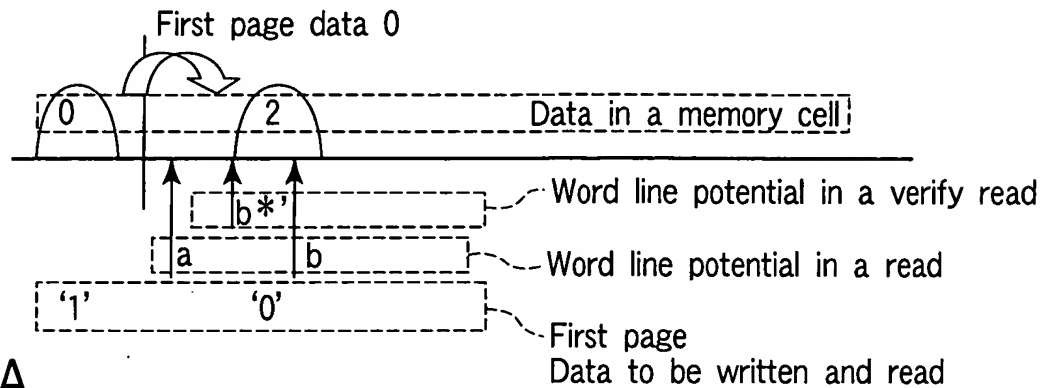 First page data 0
0 2 Data in a memory cell
Word line potential in a verify read
b*'
a b
Word line potential in a read
‘1’ ‘0’
First page
Data to be written and read